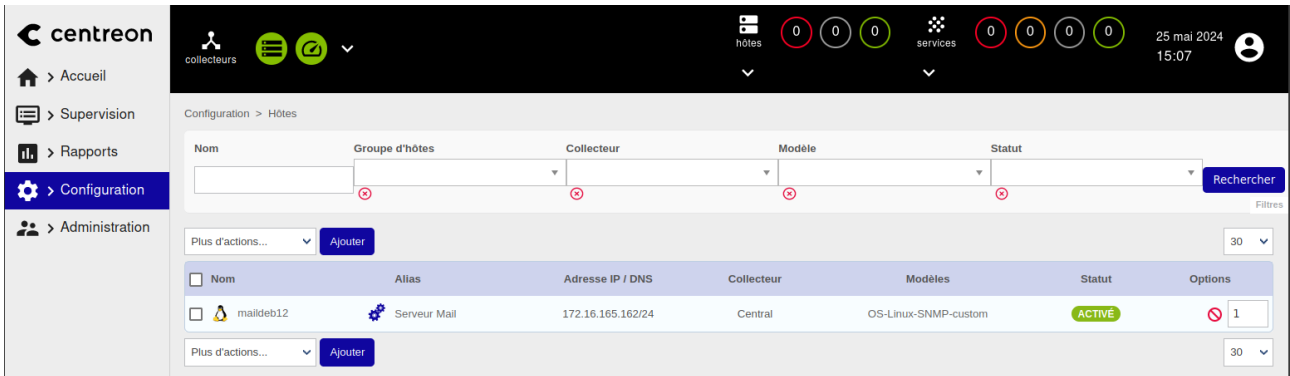 centreon
collecteurs
hôtes
0 0 0
services
0 0 0 0
25 mai 2024
15:07
Accueil
Supervision
Rapports
Configuration
Administration
Configuration > Hôtes
Nom Groupe d'hôtes Collecteur Modèle Statut
Rechercher
Filtres
Plus d'actions... Ajouter 30
Nom Alias Adresse IP / DNS Collecteur Modèles Statut Options
maildeb12 Serveur Mail 172.16.165.162/24 Central OS-Linux-SNMP-custom ACTIVÉ 1
Plus d'actions... Ajouter 30